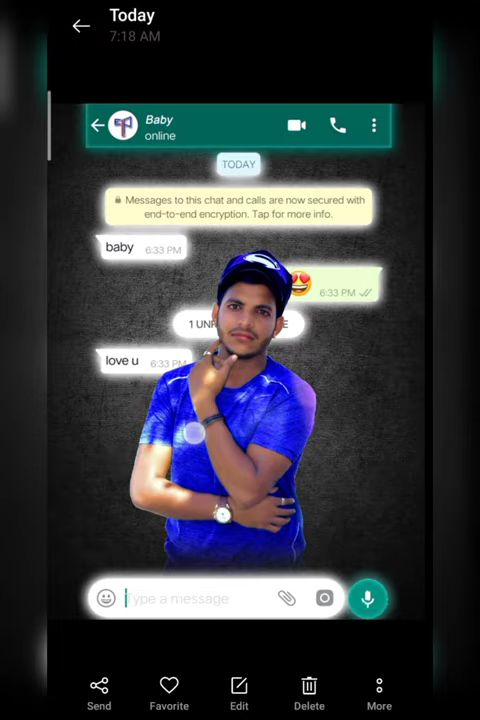 Today
7:18 AM
Baby
online
TODAY
Messages to this chat and calls are now secured with
end-to-end encryption. Tap for more info.
baby 6:33 PM
6:33 PM
1 UN
love u 6:33 PM
Type a message
Send Favorite Edit Delete More